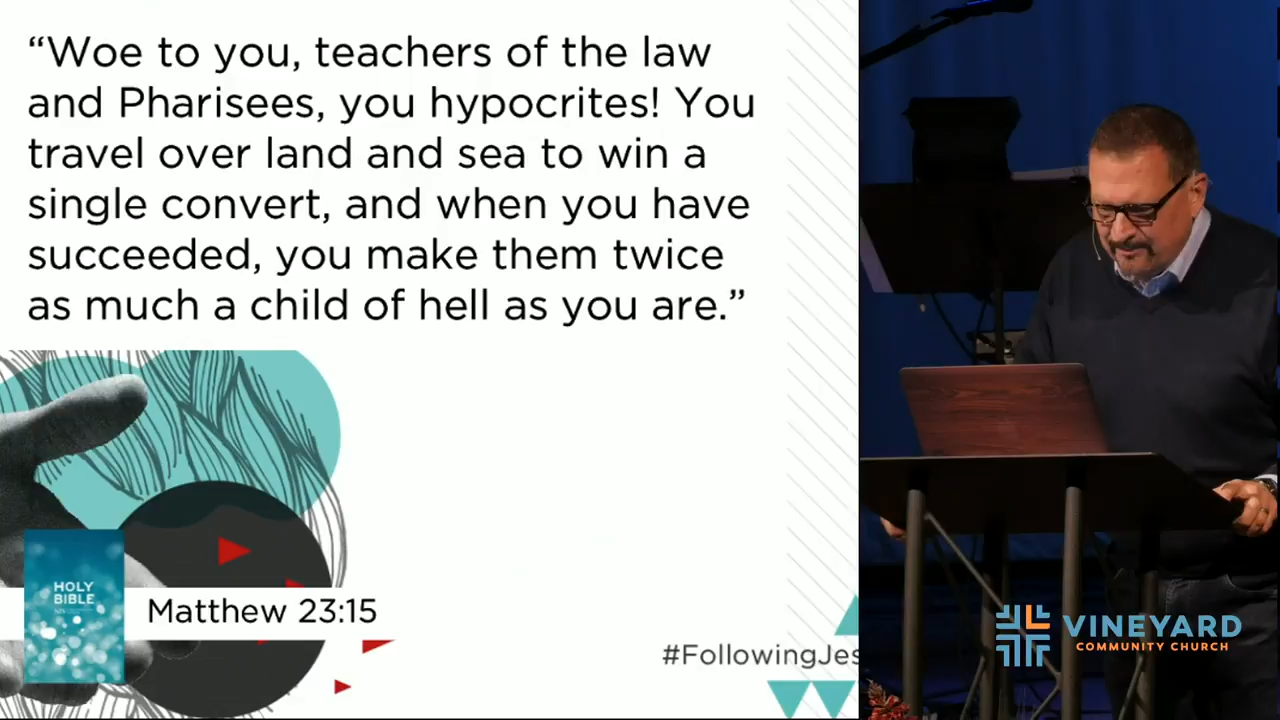 “Woe to you, teachers of the law
and Pharisees, you hypocrites! You
travel over land and sea to win a
single convert, and when you have
succeeded, you make them twice
as much a child of hell as you are.”
HOLY
BIBLE
Matthew 23:15
#FollowingJes
VINEYARD
COMMUNITY CHURCH